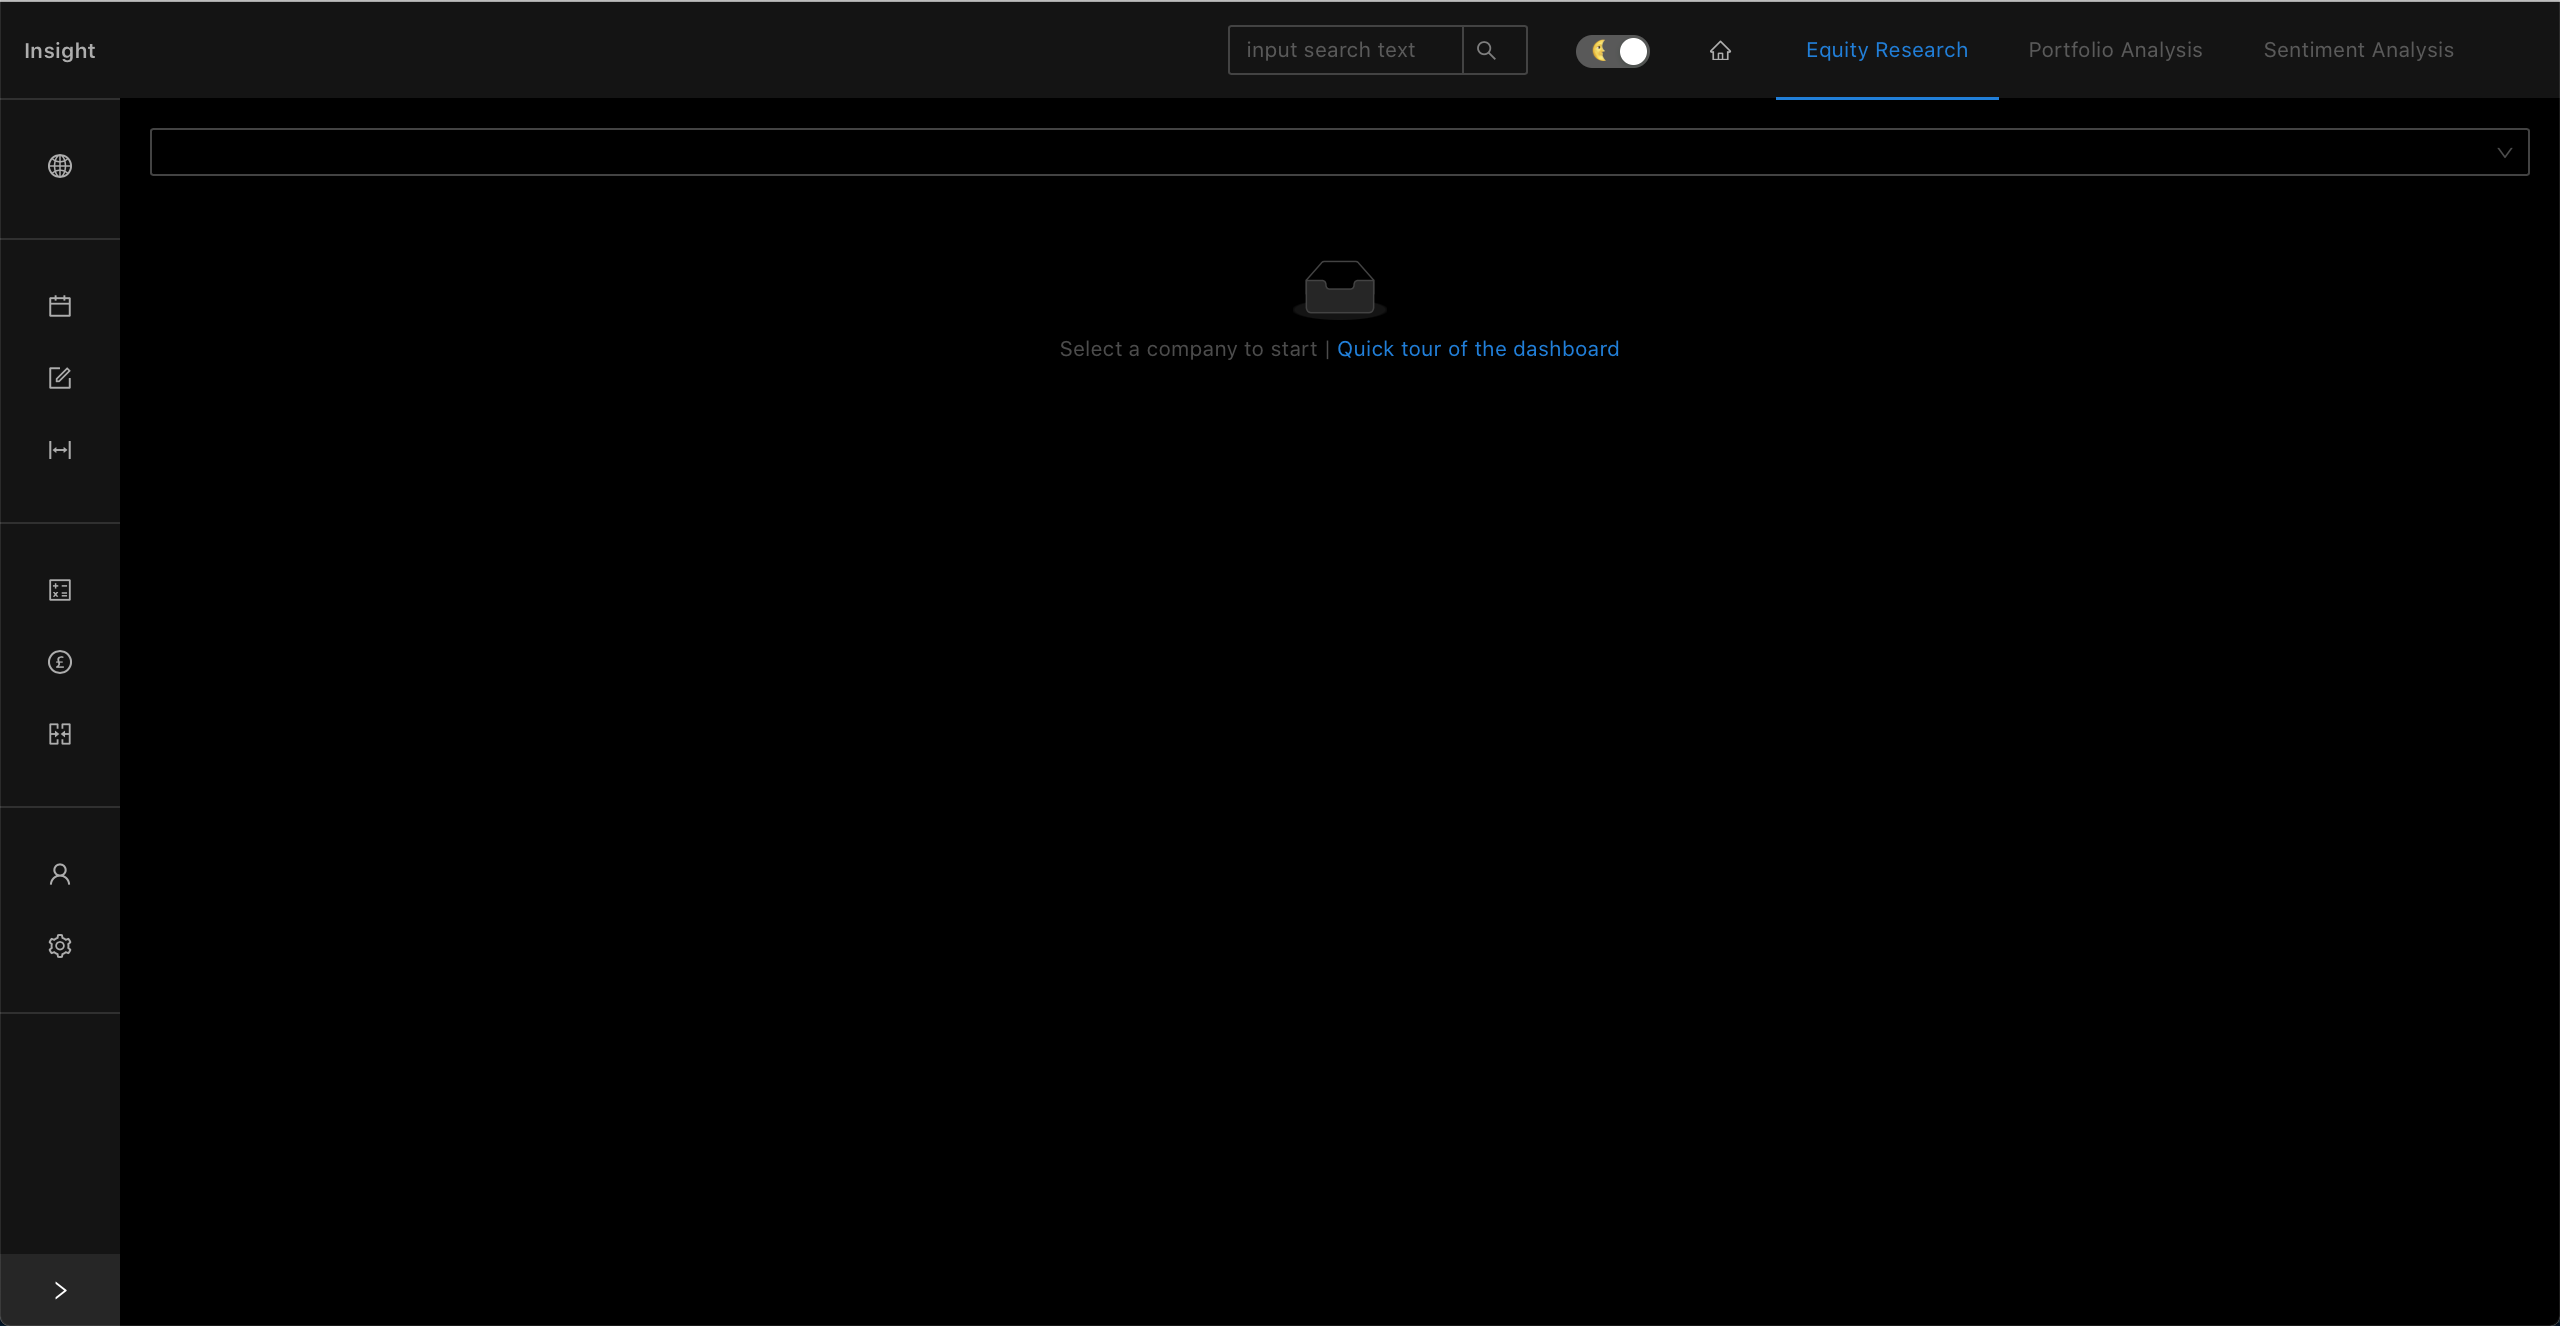 Insight
input search text
Equity Research
Portfolio Analysis
Sentiment Analysis
Select a company to start | Quick tour of the dashboard